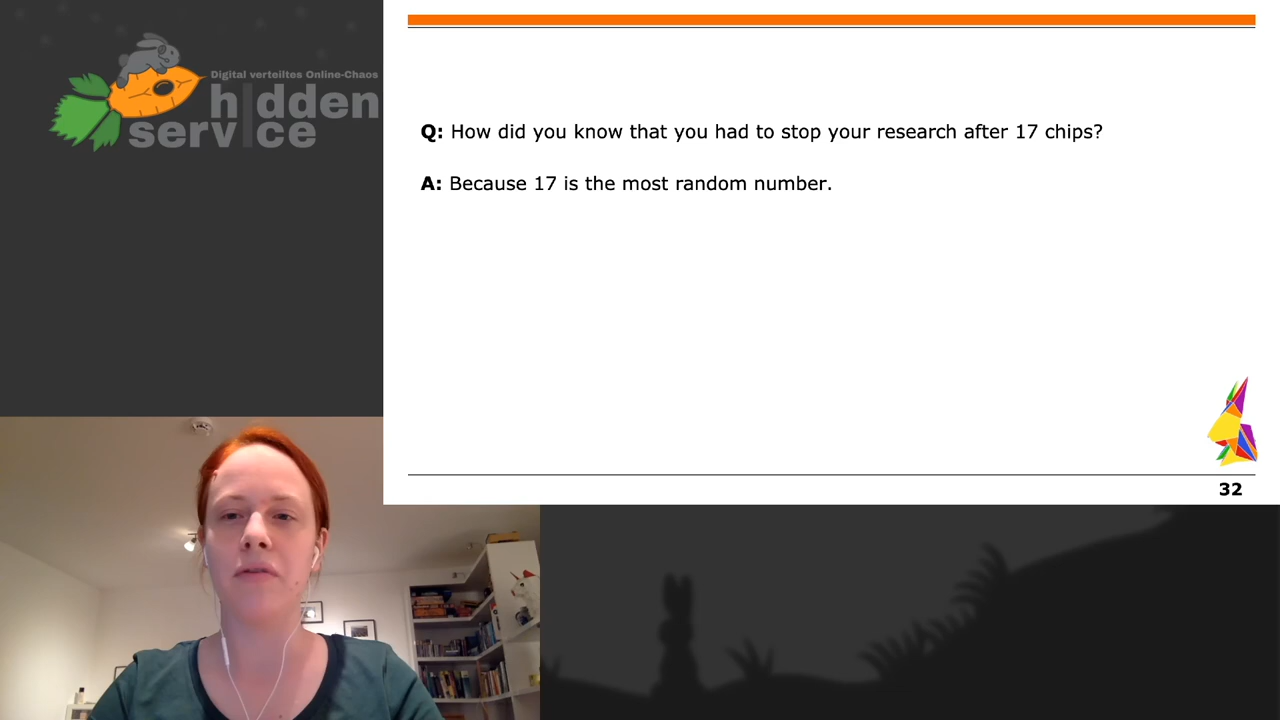 Digital verteiltes Online-Chaos
hidden
service
Q: How did you know that you had to stop your research after 17 chips?
A: Because 17 is the most random number.
32